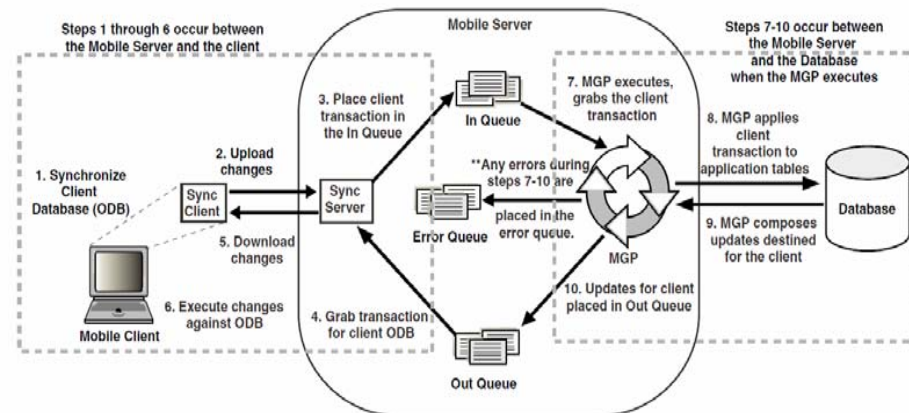 Mobile Server
Steps 1 through 6 occur between
the Mobile Server and the client
Steps 7-10 occur between
the Mobile Server
and the Database
when the MGP executes
3. Place client
transaction in
the In Queue
In Queue
7. MGP executes,
grabs the client
transaction
8. MGP applies
client
transaction to
application tables
1. Synchronize
Client
Database (ODB)
2. Upload
changes
Sync
Client
Sync
Server
**Any errors during
steps 7-10 are
placed in the
error queue.
Error Queue
MGP
Database
5. Download
changes
9. MGP composes
updates destined
for the client
6. Execute changes
against ODB
Mobile Client
4. Grab transaction
for client ODB
10. Updates for client
placed in Out Queue
Out Queue